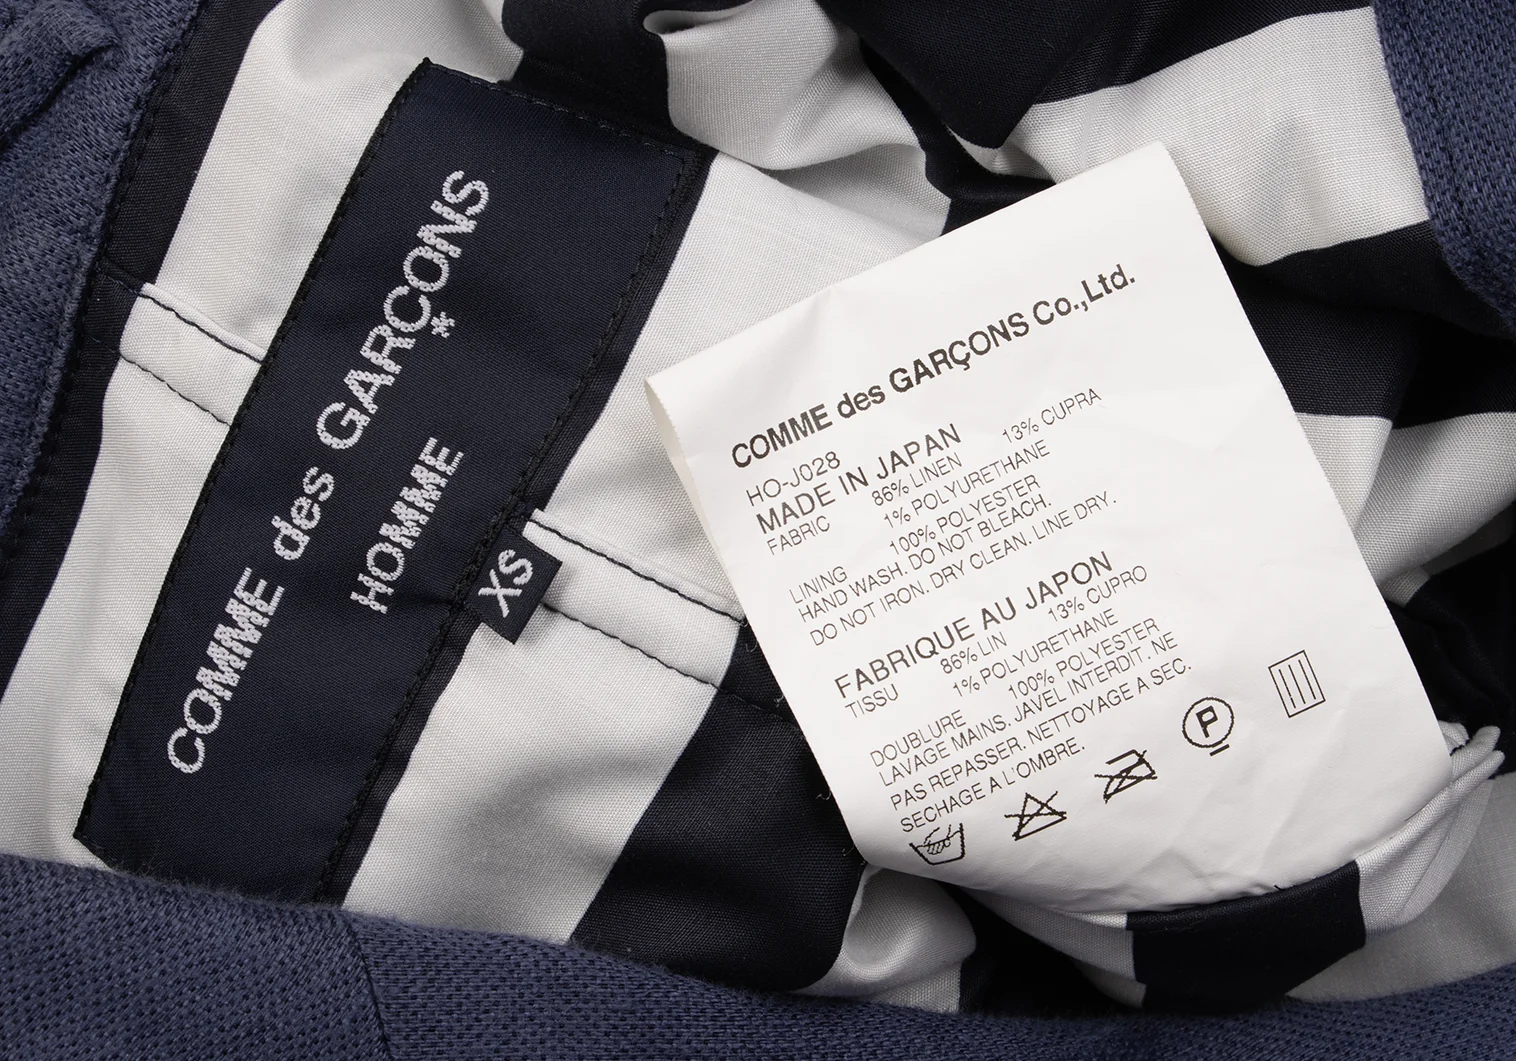 COMME des GARÇONS
HOMME
XS
COMME des GARÇONS Co.,Ltd.
HO-J028
MADE IN JAPAN
FABRIC 86% LINEN 13% CUPRA
1% POLYURETHANE
LINING 100% POLYESTER
HAND WASH. DO NOT BLEACH.
DO NOT IRON. DRY CLEAN. LINE DRY.
FABRIQUE AU JAPON
TISSU 86% LIN 13% CUPRO
1% POLYURETHANE
DOUBLURE 100% POLYESTER
LAVAGE MAINS. JAVEL INTERDIT. NE
PAS REPASSER. NETTOYAGE A SEC.
SECHAGE A L'OMBRE.
P